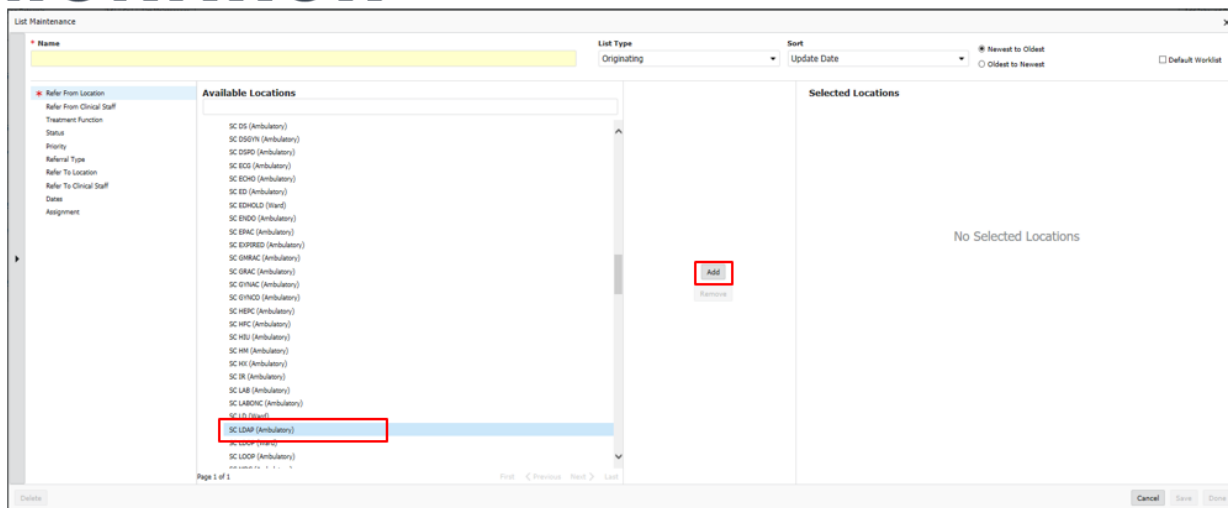 List Maintenance
* Name
List Type
Sort
Originating
Update Date
Newest to Oldest
Oldest to Newest
Default Worklist
* Refer From Location
Refer From Clinical Staff
Treatment Function
Status
Priority
Referral Type
Refer To Location
Refer To Clinical Staff
Dates
Assignment
Available Locations
SC DS (Ambulatory)
SC DSGYN (Ambulatory)
SC DSPD (Ambulatory)
SC ECG (Ambulatory)
SC ECHO (Ambulatory)
SC ED (Ambulatory)
SC EDHOLD (Ward)
SC ENDO (Ambulatory)
SC EPAC (Ambulatory)
SC EXPIRED (Ambulatory)
SC GMRAC (Ambulatory)
SC GRAC (Ambulatory)
SC GYNAC (Ambulatory)
SC GYNCO (Ambulatory)
SC HEPC (Ambulatory)
SC HFC (Ambulatory)
SC HIU (Ambulatory)
SC HM (Ambulatory)
SC HX (Ambulatory)
SC IR (Ambulatory)
SC LAB (Ambulatory)
SC LABONC (Ambulatory)
SC LD (Ward)
SC LDAP (Ambulatory)
SC LDOP (Ward)
SC LOOP (Ambulatory)
Page 1 of 1
First < Previous Next > Last
Add
Remove
Selected Locations
No Selected Locations
Delete
Cancel
Save
Done